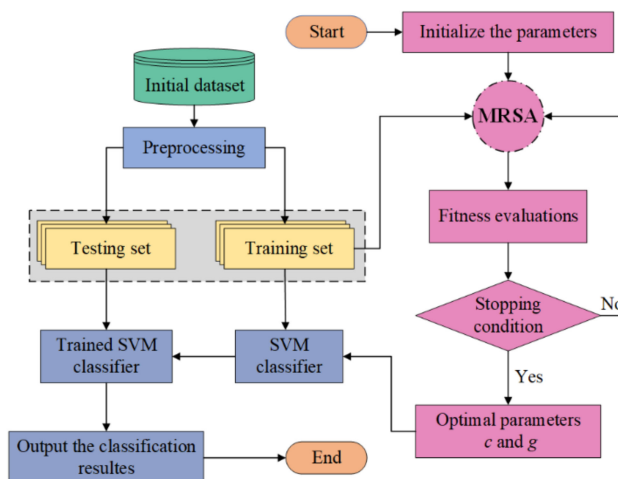 Start
Initialize the parameters
Initial dataset
MRSA
Preprocessing
Fitness evaluations
Testing set
Training set
Stopping
condition
No
Trained SVM
classifier
SVM
classifier
Yes
Optimal parameters
c and g
Output the classification
resultes
End